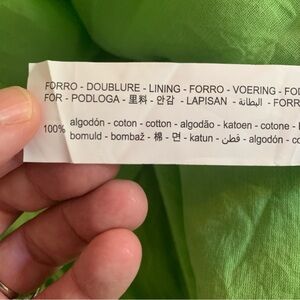 FORRO - DOUBLURE - LINING - FORRO - VOERING -
FÓR - PODLOGA - 里料 - 안감 - LAPISAN - البطانة - FORR
100% algodón - coton - cotton - algodão - katoen - cotone -
bomuld - bombaž - 棉 - 면 - katun - قطن - algodón -